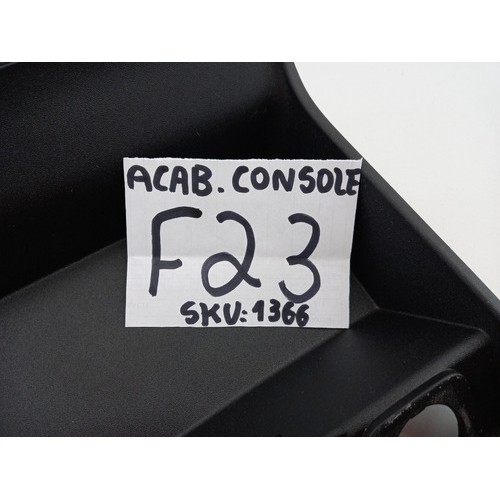 ACAB. CONSOLE
F23
SKU: 1366